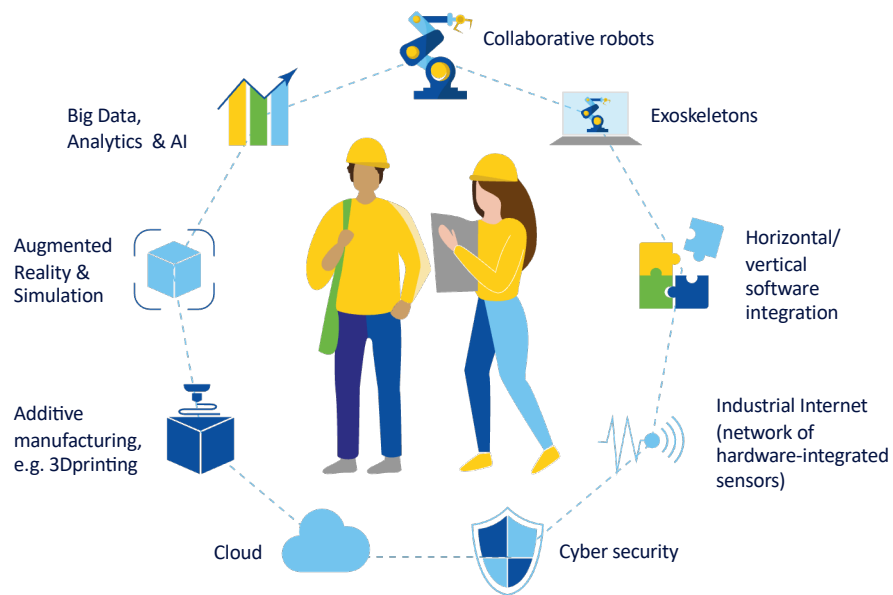 Collaborative robots
Big Data,
Analytics & AI
Exoskeletons
Augmented
Reality &
Simulation
Horizontal/
vertical
software
integration
Additive
manufacturing,
e.g. 3Dprinting
Industrial Internet
(network of
hardware-integrated
sensors)
Cloud
Cyber security